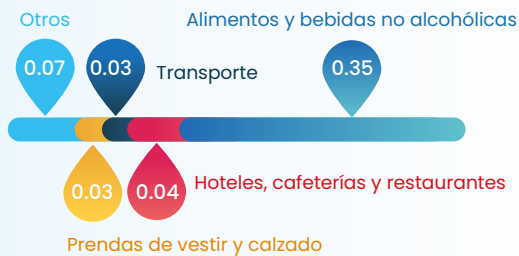 Otros
Alimentos y bebidas no alcohólicas
0.07
0.03
Transporte
0.35
0.03
0.04
Hoteles, cafeterías y restaurantes
Prendas de vestir y calzado